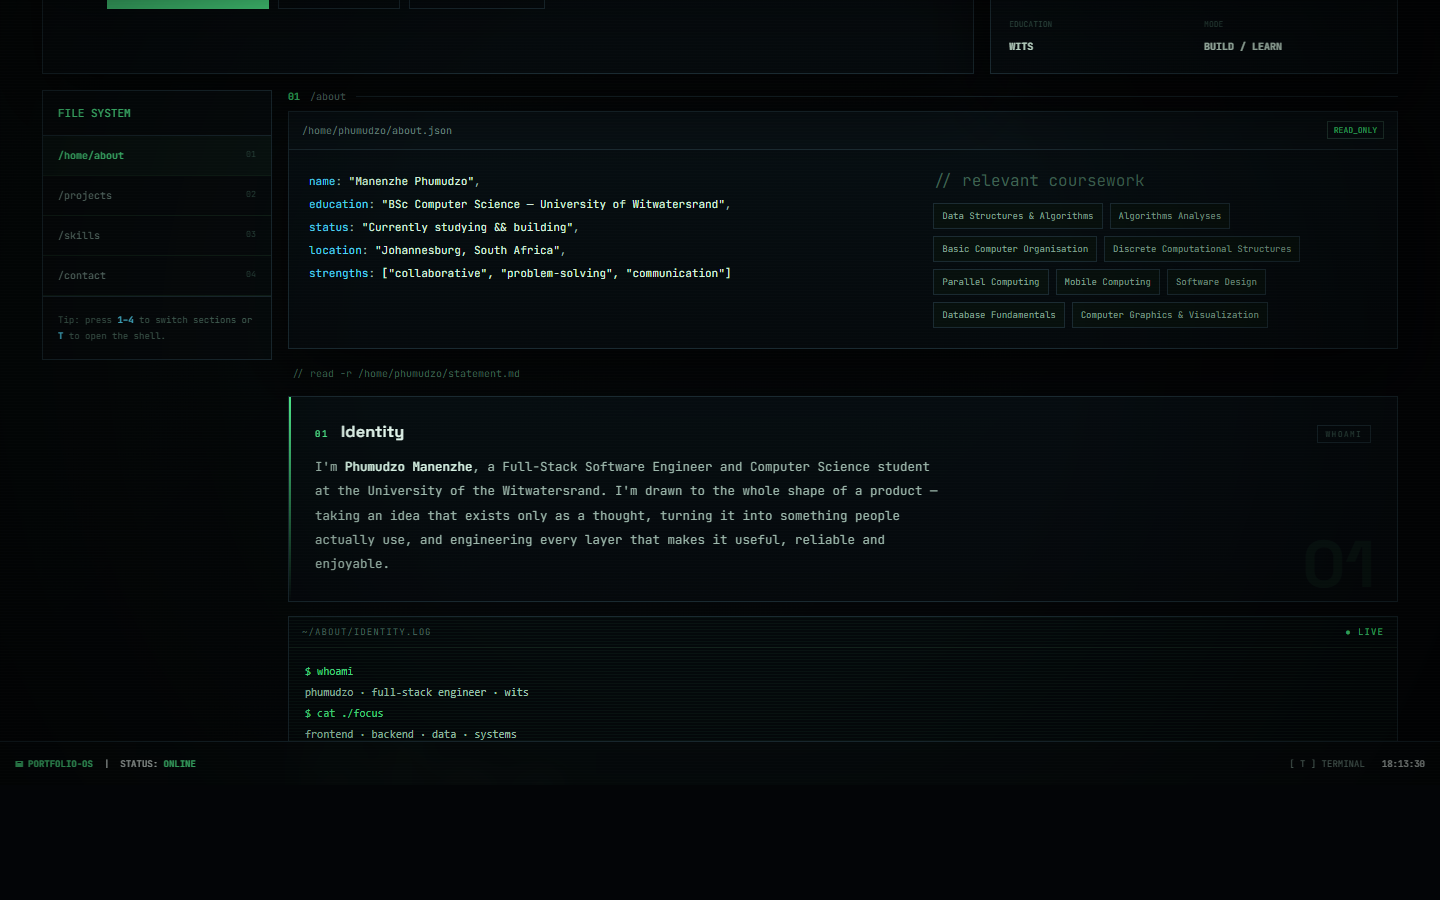 EDUCATION
MODE
WITS
BUILD / LEARN
FILE SYSTEM
/home/about 01
/projects 02
/skills 03
/contact 04
Tip: press 1-4 to switch sections or
T to open the shell.
01 /about
/home/phumudzo/about.json
READ_ONLY
name: "Manenzhe Phumudzo",
education: "BSc Computer Science — University of Witwatersrand",
status: "Currently studying && building",
location: "Johannesburg, South Africa",
strengths: ["collaborative", "problem-solving", "communication"]
// relevant coursework
Data Structures & Algorithms
Algorithms Analyses
Basic Computer Organisation
Discrete Computational Structures
Parallel Computing
Mobile Computing
Software Design
Database Fundamentals
Computer Graphics & Visualization
// read -r /home/phumudzo/statement.md
01 Identity
WHOAMI
I'm Phumudzo Manenzhe, a Full-Stack Software Engineer and Computer Science student
at the University of the Witwatersrand. I'm drawn to the whole shape of a product —
taking an idea that exists only as a thought, turning it into something people
actually use, and engineering every layer that makes it useful, reliable and
enjoyable.
01
~/ABOUT/IDENTITY.LOG
● LIVE
$ whoami
phumudzo · full-stack engineer · wits
$ cat ./focus
frontend · backend · data · systems
PORTFOLIO-OS | STATUS: ONLINE
[ T ] TERMINAL 18:13:30